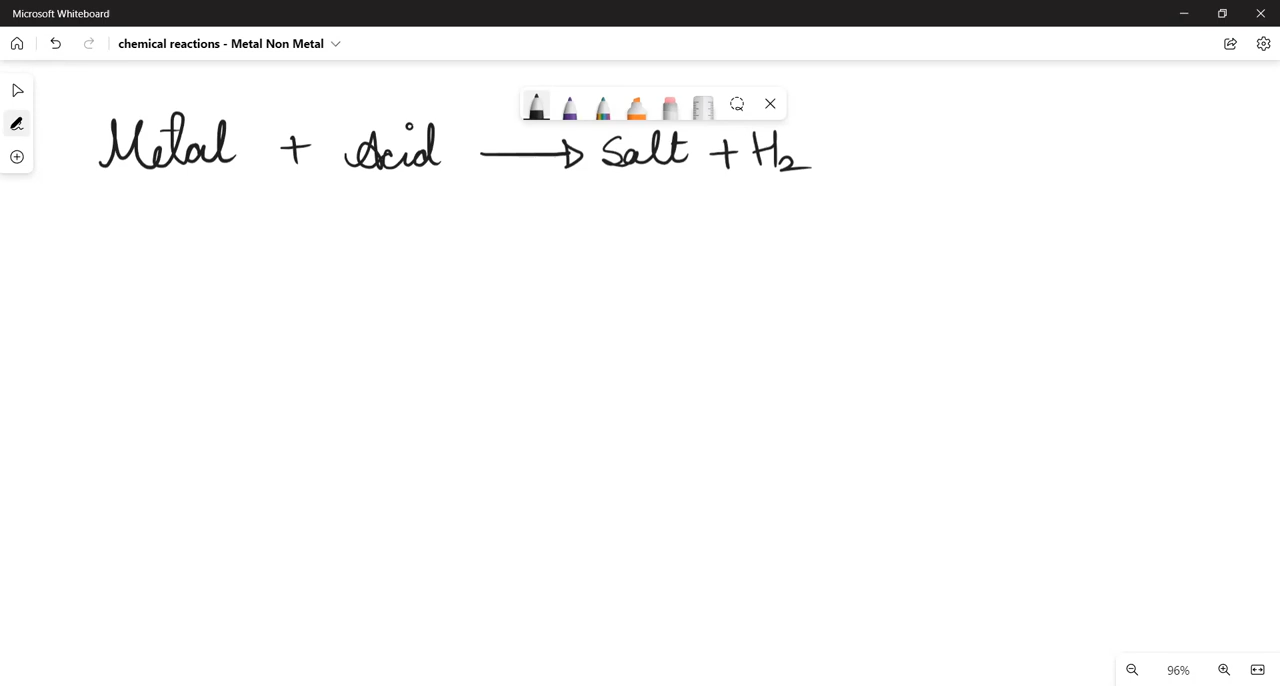 Microsoft Whiteboard
chemical reactions - Metal Non Metal
Metal + Acid → Salt + H₂
96%